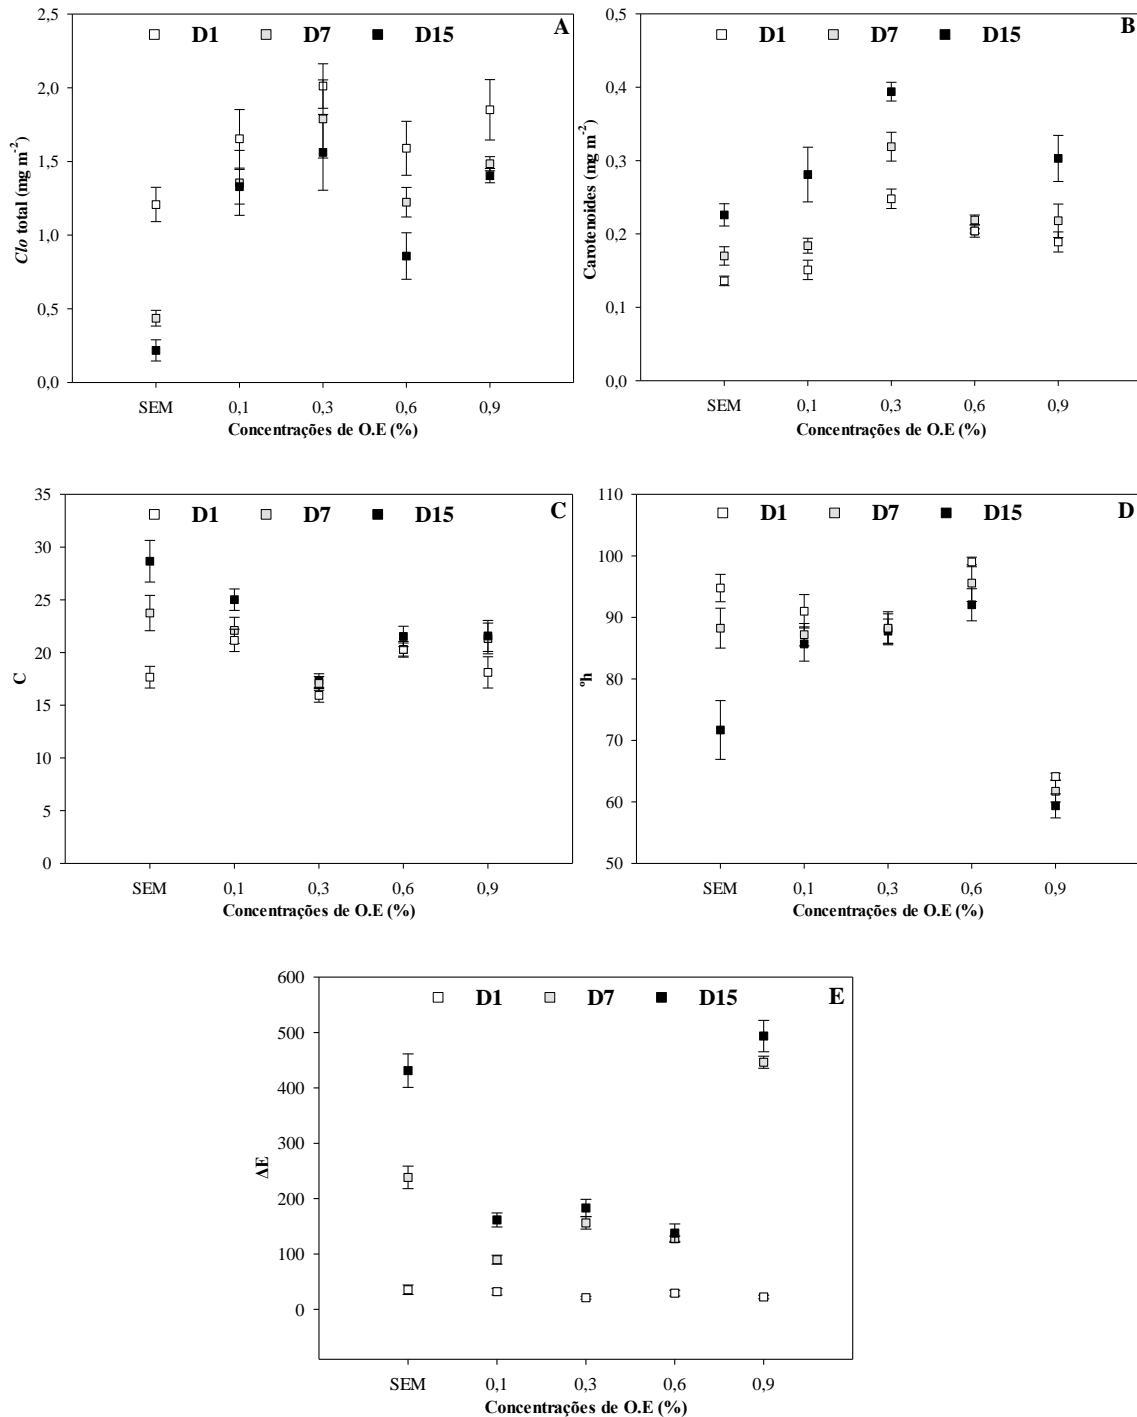 D1 D7 D15 A
2,5
2,0
1,5
1,0
0,5
0,0
Clo total (mg m-2)
SEM 0,1 0,3 0,6 0,9
Concentrações de O.E (%)
D1 D7 D15 B
0,5
0,4
0,3
0,2
0,1
0,0
Carotenoides (mg m-2)
SEM 0,1 0,3 0,6 0,9
Concentrações de O.E (%)
D1 D7 D15 C
35
30
25
20
15
10
5
0
C
SEM 0,1 0,3 0,6 0,9
Concentrações de O.E (%)
D1 D7 D15 D
110
100
90
80
70
60
50
ºh
SEM 0,1 0,3 0,6 0,9
Concentrações de O.E (%)
D1 D7 D15 E
600
500
400
300
200
100
0
ΔE
SEM 0,1 0,3 0,6 0,9
Concentrações de O.E (%)